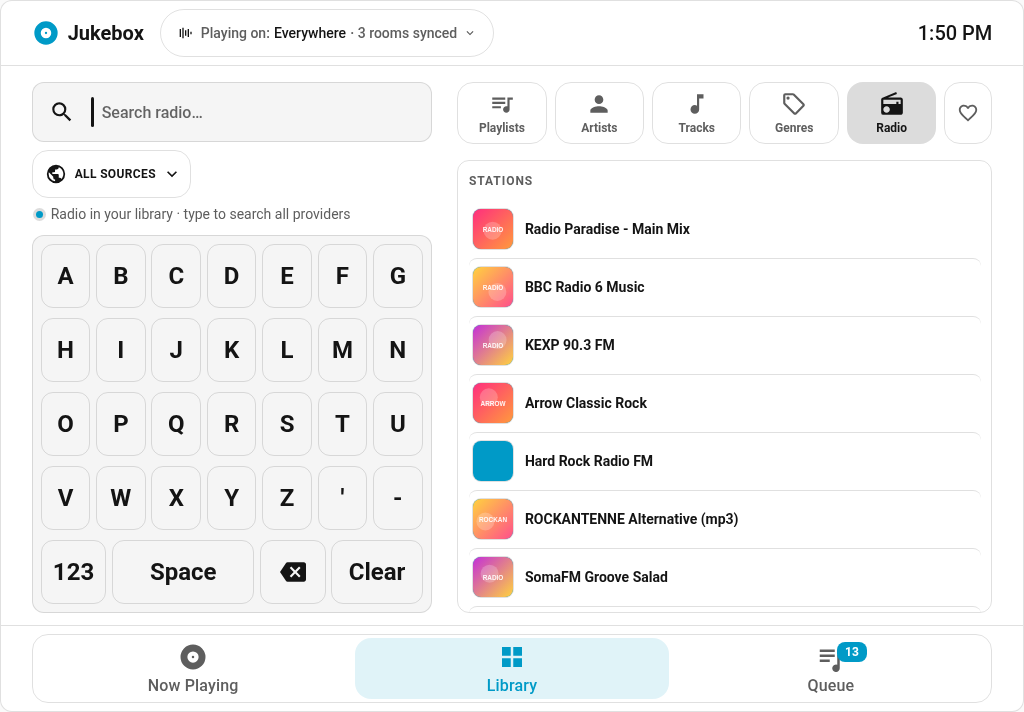 Jukebox
Playing on: Everywhere · 3 rooms synced
1:50 PM
Search radio...
ALL SOURCES
Radio in your library · type to search all providers
A B C D E F G
H I J K L M N
O P Q R S T U
V W X Y Z ' -
123 Space Clear
Playlists
Artists
Tracks
Genres
Radio
STATIONS
RADIO
Radio Paradise - Main Mix
RADIO
BBC Radio 6 Music
RADIO
KEXP 90.3 FM
ARROW
Arrow Classic Rock
Hard Rock Radio FM
ROCKAN
ROCKANTENNE Alternative (mp3)
RADIO
SomaFM Groove Salad
Now Playing
Library
13
Queue